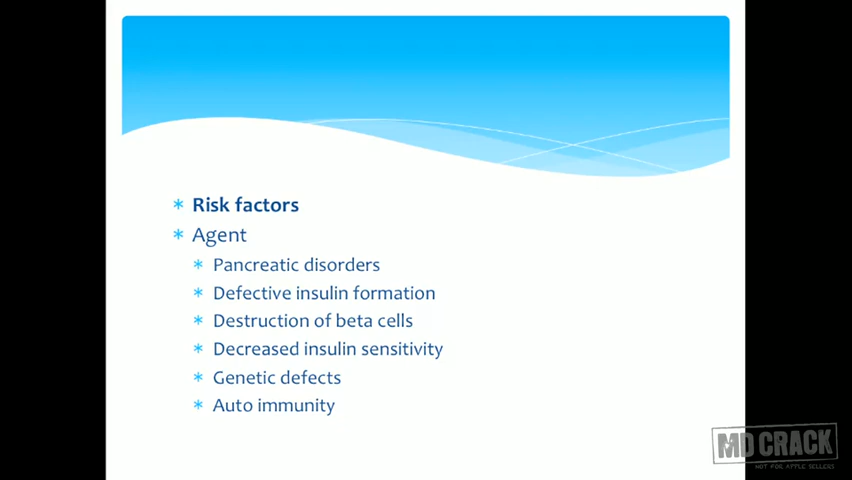 Risk factors
Agent
Pancreatic disorders
Defective insulin formation
Destruction of beta cells
Decreased insulin sensitivity
Genetic defects
Auto immunity
MD CRACK
NOT FOR APPLE SELLERS